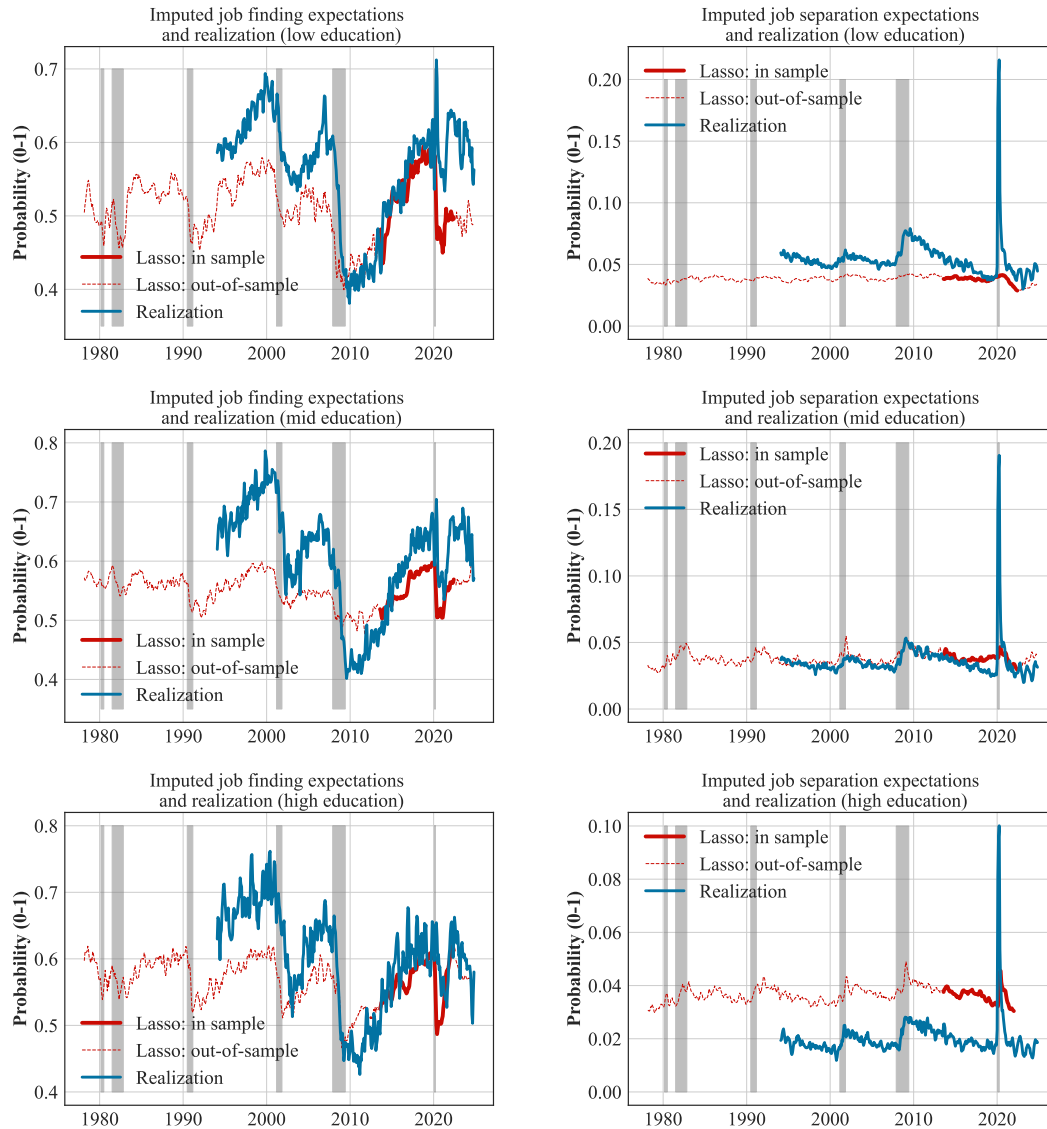 Imputed job finding expectations
and realization (low education)
Probability (0-1)
0.7
0.6
0.5
0.4
Lasso: in sample
Lasso: out-of-sample
Realization
1980 1990 2000 2010 2020
Imputed job separation expectations
and realization (low education)
Probability (0-1)
0.20
0.15
0.10
0.05
0.00
Lasso: in sample
Lasso: out-of-sample
Realization
1980 1990 2000 2010 2020
Imputed job finding expectations
and realization (mid education)
Probability (0-1)
0.8
0.7
0.6
0.5
0.4
Lasso: in sample
Lasso: out-of-sample
Realization
1980 1990 2000 2010 2020
Imputed job separation expectations
and realization (mid education)
Probability (0-1)
0.20
0.15
0.10
0.05
0.00
Lasso: in sample
Lasso: out-of-sample
Realization
1980 1990 2000 2010 2020
Imputed job finding expectations
and realization (high education)
Probability (0-1)
0.8
0.7
0.6
0.5
0.4
Lasso: in sample
Lasso: out-of-sample
Realization
1980 1990 2000 2010 2020
Imputed job separation expectations
and realization (high education)
Probability (0-1)
0.10
0.08
0.06
0.04
0.02
0.00
Lasso: in sample
Lasso: out-of-sample
Realization
1980 1990 2000 2010 2020